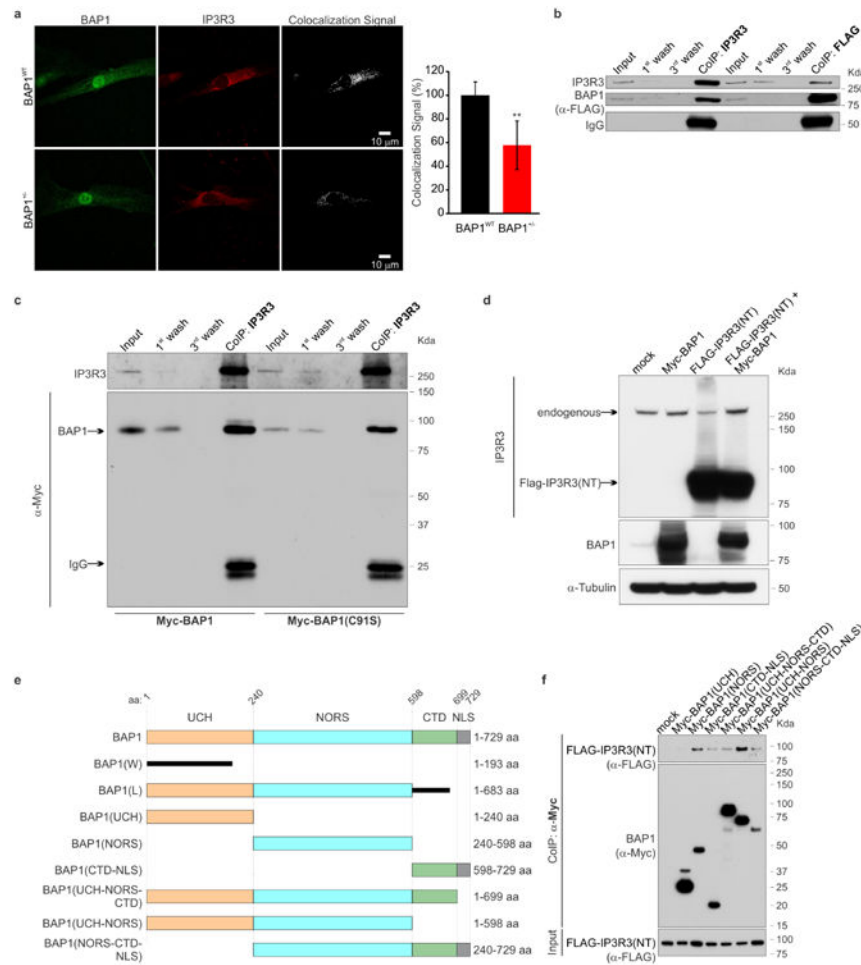 a
BAP1
IP3R3
Colocalization Signal
BAP1WT
10 μm
BAP1+/-
10 μm
Colocalization Signal (%)
120
100
80
60
40
20
0
**
BAP1WT BAP1+/-
b
Input
1st wash
3rd wash
CoIP: IP3R3
Input
1st wash
3rd wash
CoIP: FLAG
Kda
IP3R3
250
BAP1
(α-FLAG)
75
IgG
50
c
Input
1st wash
3rd wash
CoIP: IP3R3
Input
1st wash
3rd wash
CoIP: IP3R3
Kda
IP3R3
250
α-Myc
BAP1
IgG
150
100
75
50
37
25
Myc-BAP1
Myc-BAP1(C91S)
d
mock
Myc-BAP1
FLAG-IP3R3(NT)
FLAG-IP3R3(NT) +
Myc-BAP1
Kda
IP3R3
endogenous
Flag-IP3R3(NT)
250
150
100
75
BAP1
100
75
α-Tubulin
50
e
aa: 1 240 598 699 729
UCH NORS CTD NLS
BAP1 1-729 aa
BAP1(W) 1-193 aa
BAP1(L) 1-683 aa
BAP1(UCH) 1-240 aa
BAP1(NORS) 240-598 aa
BAP1(CTD-NLS) 598-729 aa
BAP1(UCH-NORS-
CTD) 1-699 aa
BAP1(UCH-NORS) 1-598 aa
BAP1(NORS-CTD-
NLS) 240-729 aa
f
mock
Myc-BAP1(UCH)
Myc-BAP1(NORS)
Myc-BAP1(CTD-NLS)
Myc-BAP1(UCH-NORS-CTD)
Myc-BAP1(UCH-NORS)
Myc-BAP1(NORS-CTD-NLS)
Kda
CoIP: α-Myc
FLAG-IP3R3(NT)
(α-FLAG)
100
75
BAP1
(α-Myc)
250
150
100
75
50
37
25
20
15
Input
FLAG-IP3R3(NT)
(α-FLAG)
100
75